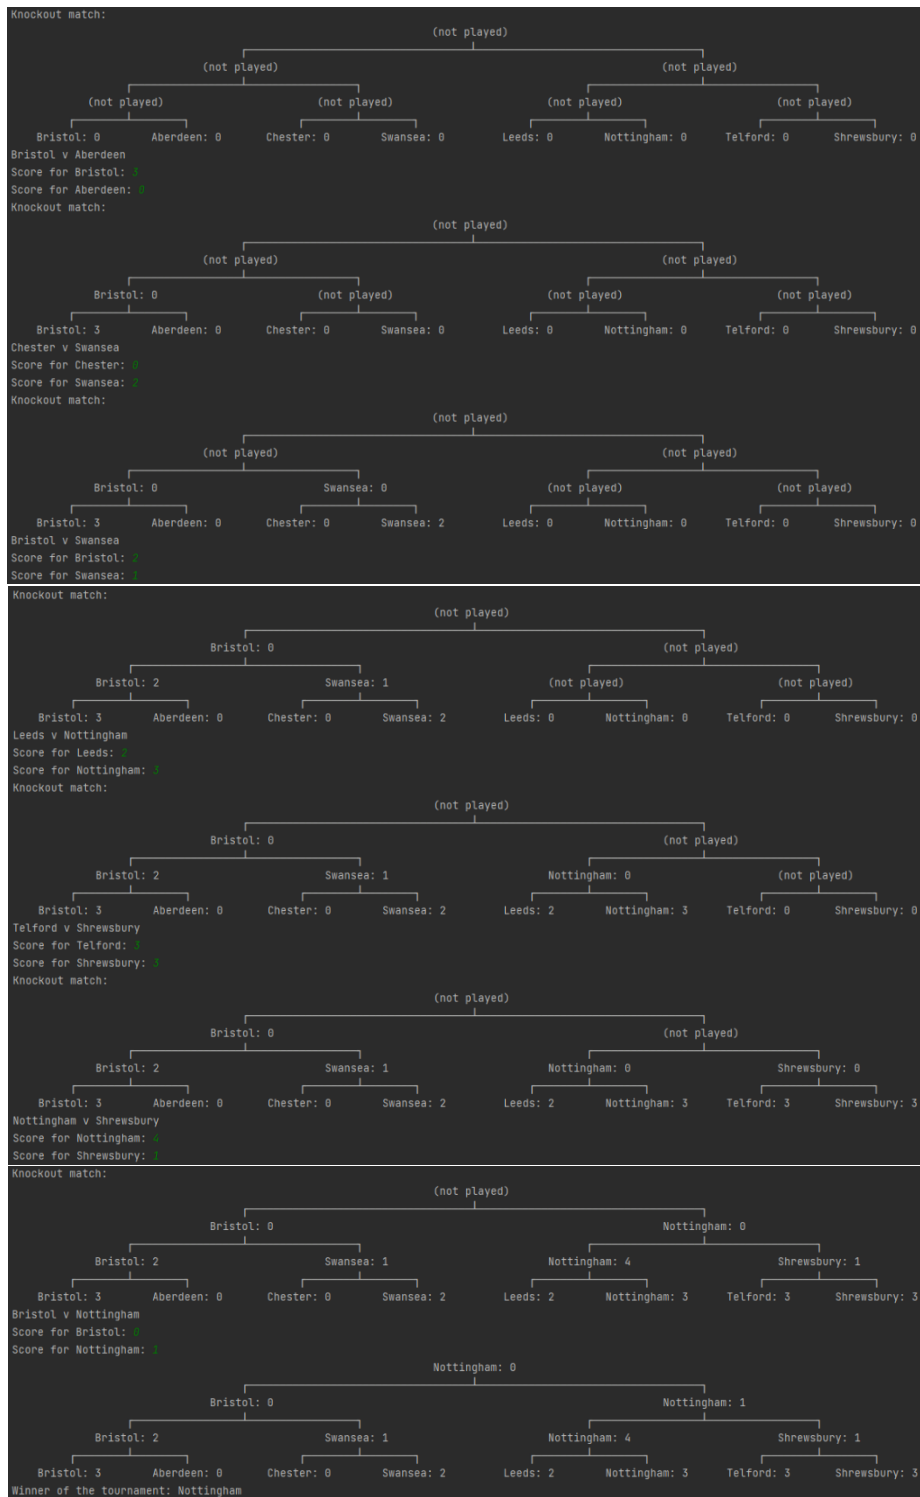 Knockout match:
(not played)
(not played) (not played)
(not played) (not played) (not played) (not played)
Bristol: 0 Aberdeen: 0 Chester: 0 Swansea: 0 Leeds: 0 Nottingham: 0 Telford: 0 Shrewsbury: 0
Bristol v Aberdeen
Score for Bristol: 3
Score for Aberdeen: 0
Knockout match:
(not played)
(not played) (not played)
Bristol: 0 (not played) (not played) (not played)
Bristol: 3 Aberdeen: 0 Chester: 0 Swansea: 0 Leeds: 0 Nottingham: 0 Telford: 0 Shrewsbury: 0
Chester v Swansea
Score for Chester: 0
Score for Swansea: 2
Knockout match:
(not played)
(not played) (not played)
Bristol: 0 Swansea: 0 (not played) (not played)
Bristol: 3 Aberdeen: 0 Chester: 0 Swansea: 2 Leeds: 0 Nottingham: 0 Telford: 0 Shrewsbury: 0
Bristol v Swansea
Score for Bristol: 2
Score for Swansea: 1
Knockout match:
(not played)
Bristol: 0 (not played)
Bristol: 2 Swansea: 1 (not played) (not played)
Bristol: 3 Aberdeen: 0 Chester: 0 Swansea: 2 Leeds: 0 Nottingham: 0 Telford: 0 Shrewsbury: 0
Leeds v Nottingham
Score for Leeds: 2
Score for Nottingham: 3
Knockout match:
(not played)
Bristol: 0 (not played)
Bristol: 2 Swansea: 1 Nottingham: 0 (not played)
Bristol: 3 Aberdeen: 0 Chester: 0 Swansea: 2 Leeds: 2 Nottingham: 3 Telford: 0 Shrewsbury: 0
Telford v Shrewsbury
Score for Telford: 3
Score for Shrewsbury: 3
Knockout match:
(not played)
Bristol: 0 (not played)
Bristol: 2 Swansea: 1 Nottingham: 0 Shrewsbury: 0
Bristol: 3 Aberdeen: 0 Chester: 0 Swansea: 2 Leeds: 2 Nottingham: 3 Telford: 3 Shrewsbury: 3
Nottingham v Shrewsbury
Score for Nottingham: 4
Score for Shrewsbury: 1
Knockout match:
(not played)
Bristol: 0 Nottingham: 0
Bristol: 2 Swansea: 1 Nottingham: 4 Shrewsbury: 1
Bristol: 3 Aberdeen: 0 Chester: 0 Swansea: 2 Leeds: 2 Nottingham: 3 Telford: 3 Shrewsbury: 3
Bristol v Nottingham
Score for Bristol: 0
Score for Nottingham: 1
Nottingham: 0
Bristol: 0 Nottingham: 1
Bristol: 2 Swansea: 1 Nottingham: 4 Shrewsbury: 1
Bristol: 3 Aberdeen: 0 Chester: 0 Swansea: 2 Leeds: 2 Nottingham: 3 Telford: 3 Shrewsbury: 3
Winner of the tournament: Nottingham